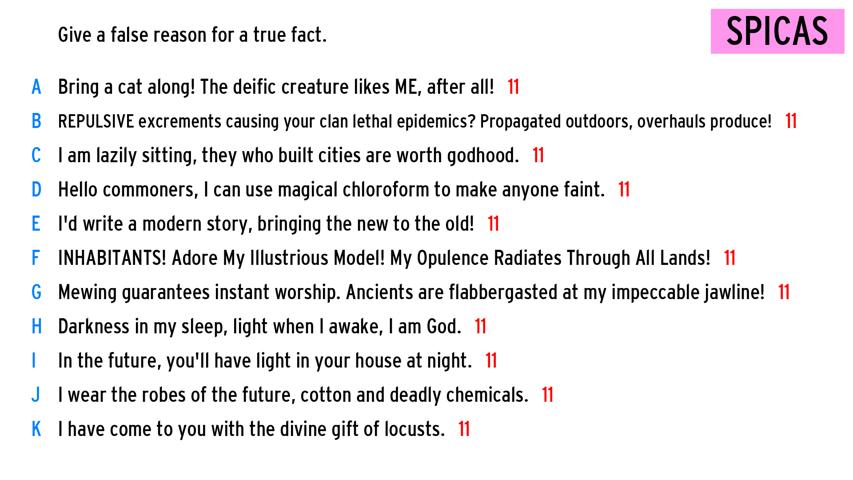 Give a false reason for a true fact.
SPICAS
A Bring a cat along! The deific creature likes ME, after all! 11
B REPULSIVE excrements causing your clan lethal epidemics? Propagated outdoors, overhauls produce! 11
C I am lazily sitting, they who built cities are worth godhood. 11
D Hello commoners, I can use magical chloroform to make anyone faint. 11
E I'd write a modern story, bringing the new to the old! 11
F INHABITANTS! Adore My Illustrious Model! My Opulence Radiates Through All Lands! 11
G Mewing guarantees instant worship. Ancients are flabbergasted at my impeccable jawline! 11
H Darkness in my sleep, light when I awake, I am God. 11
I In the future, you'll have light in your house at night. 11
J I wear the robes of the future, cotton and deadly chemicals. 11
K I have come to you with the divine gift of locusts. 11